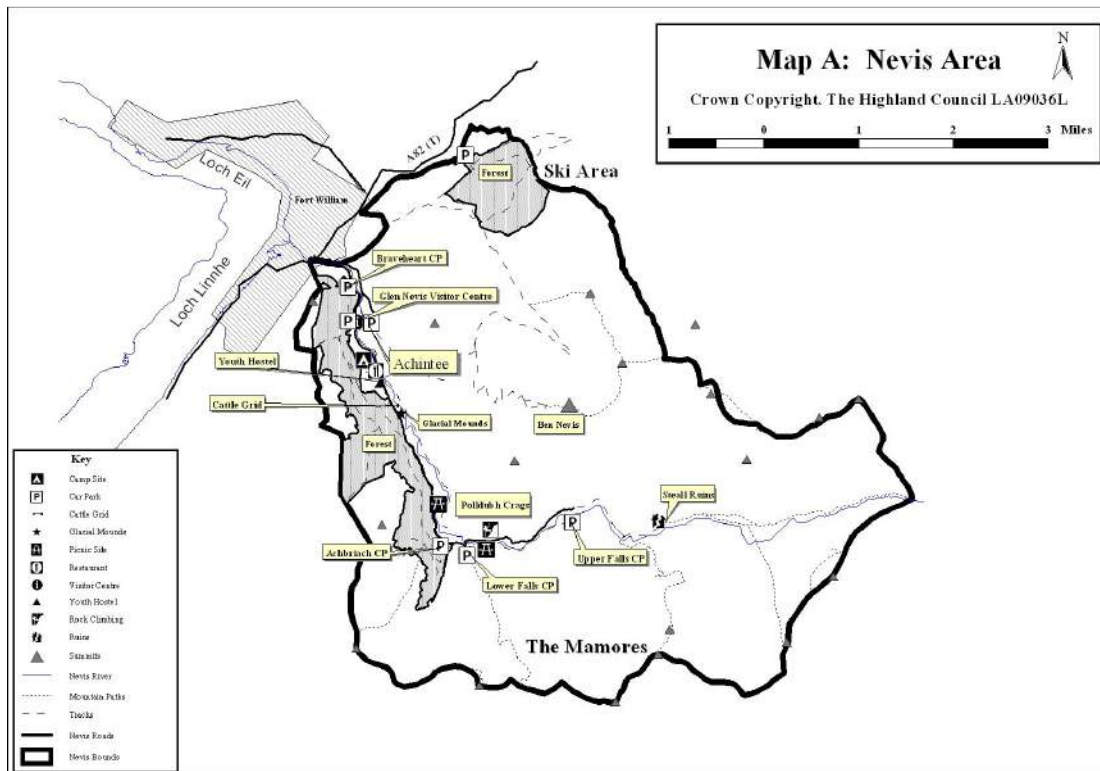 Map A: Nevis Area
N
Crown Copyright. The Highland Council LA09036L
1 0 1 2 3 Miles
A82 (T)
Loch Eil
Forest
Ski Area
Fort William
Loch Linnhe
Braveheart CP
Glen Nevis Visitor Centre
Youth Hostel
Achintee
Cattle Grid
Glacial Mounds
Ben Nevis
Forest
Polldubh Crags
Steall Ruins
Achbrinch CP
Upper Falls CP
Lower Falls CP
The Mamores
Key
Camp Site
Car Park
Cattle Grid
Glacial Mounds
Picnic Site
Restaurant
Visitor Centre
Youth Hostel
Rock Climbing
Ruins
Summits
Nevis River
Mountain Paths
Tracks
Nevis Roads
Nevis Bounds
P
P
P
P
P
P
P